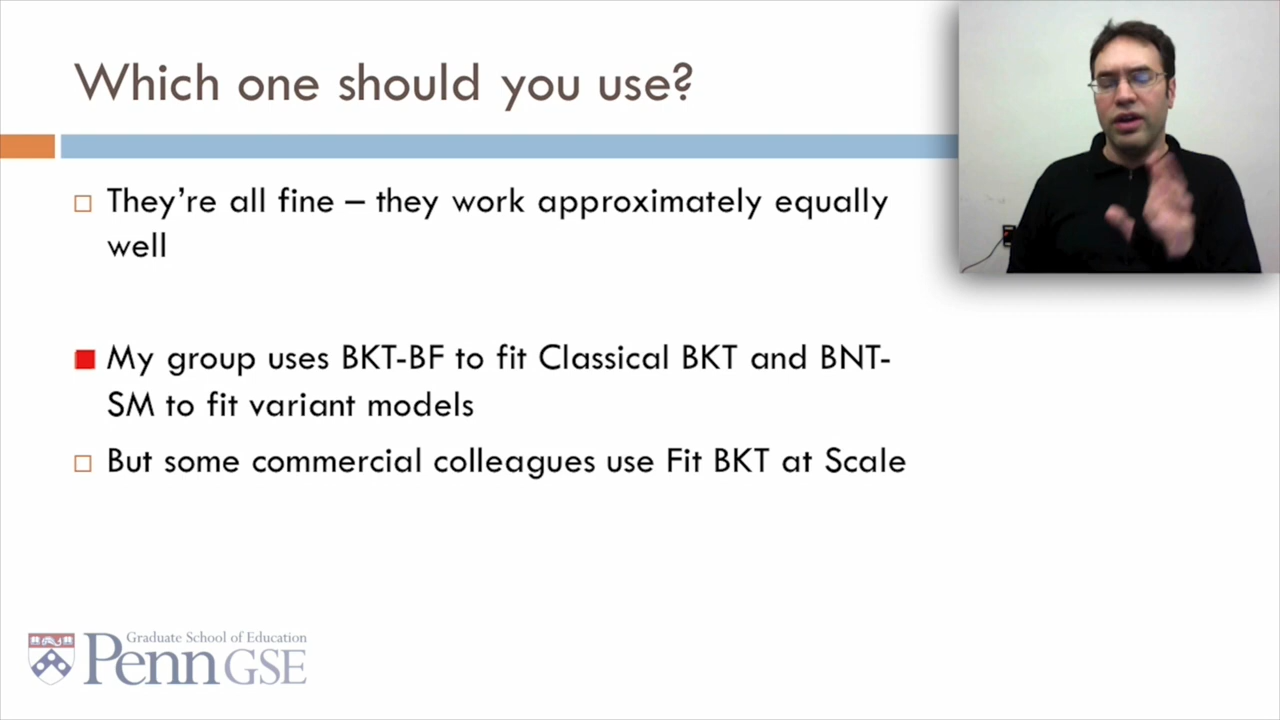 Which one should you use?
They're all fine – they work approximately equally
well
My group uses BKT-BF to fit Classical BKT and BNT-
SM to fit variant models
But some commercial colleagues use Fit BKT at Scale
Graduate School of Education
Penn GSE